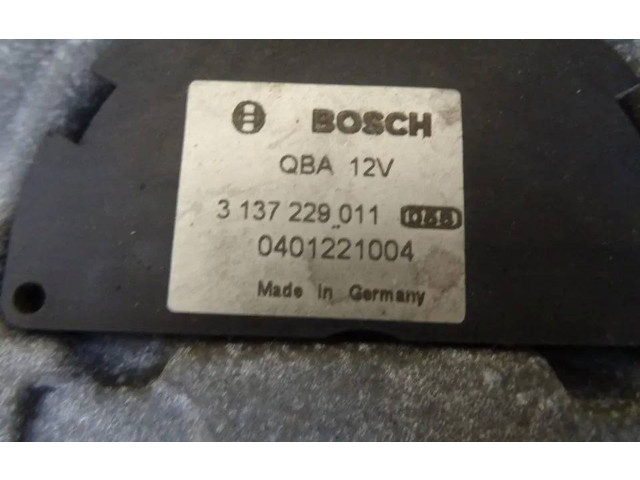 BOSCH
QBA 12V
3 137 229 011
0401221004
Made in Germany